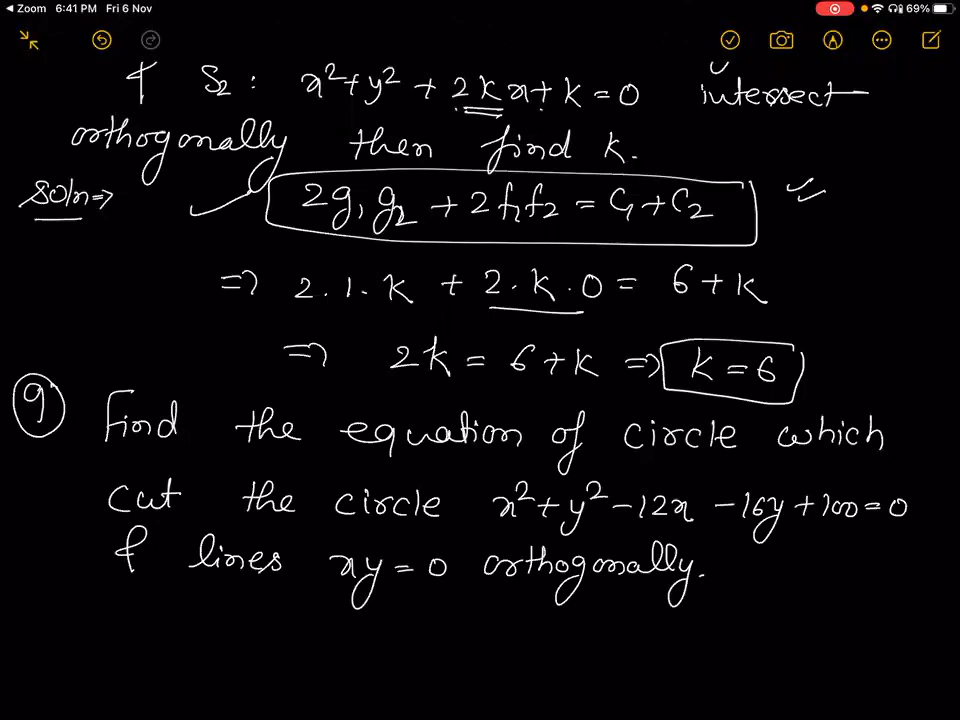 Zoom 6:41 PM Fri 6 Nov 69%
& S₂ : x²+y² + 2kx + k = 0 intersect
orthogonally then find k.
Soln ⇒ 2g₁g₂ + 2f₁f₂ = C₁ + C₂
⇒ 2.1.k + 2.k.0 = 6+k
⇒ 2k = 6+k ⇒ k=6
9 Find the equation of circle which
cut the circle x²+y²-12x-16y+100=0
& lines xy=0 orthogonally.